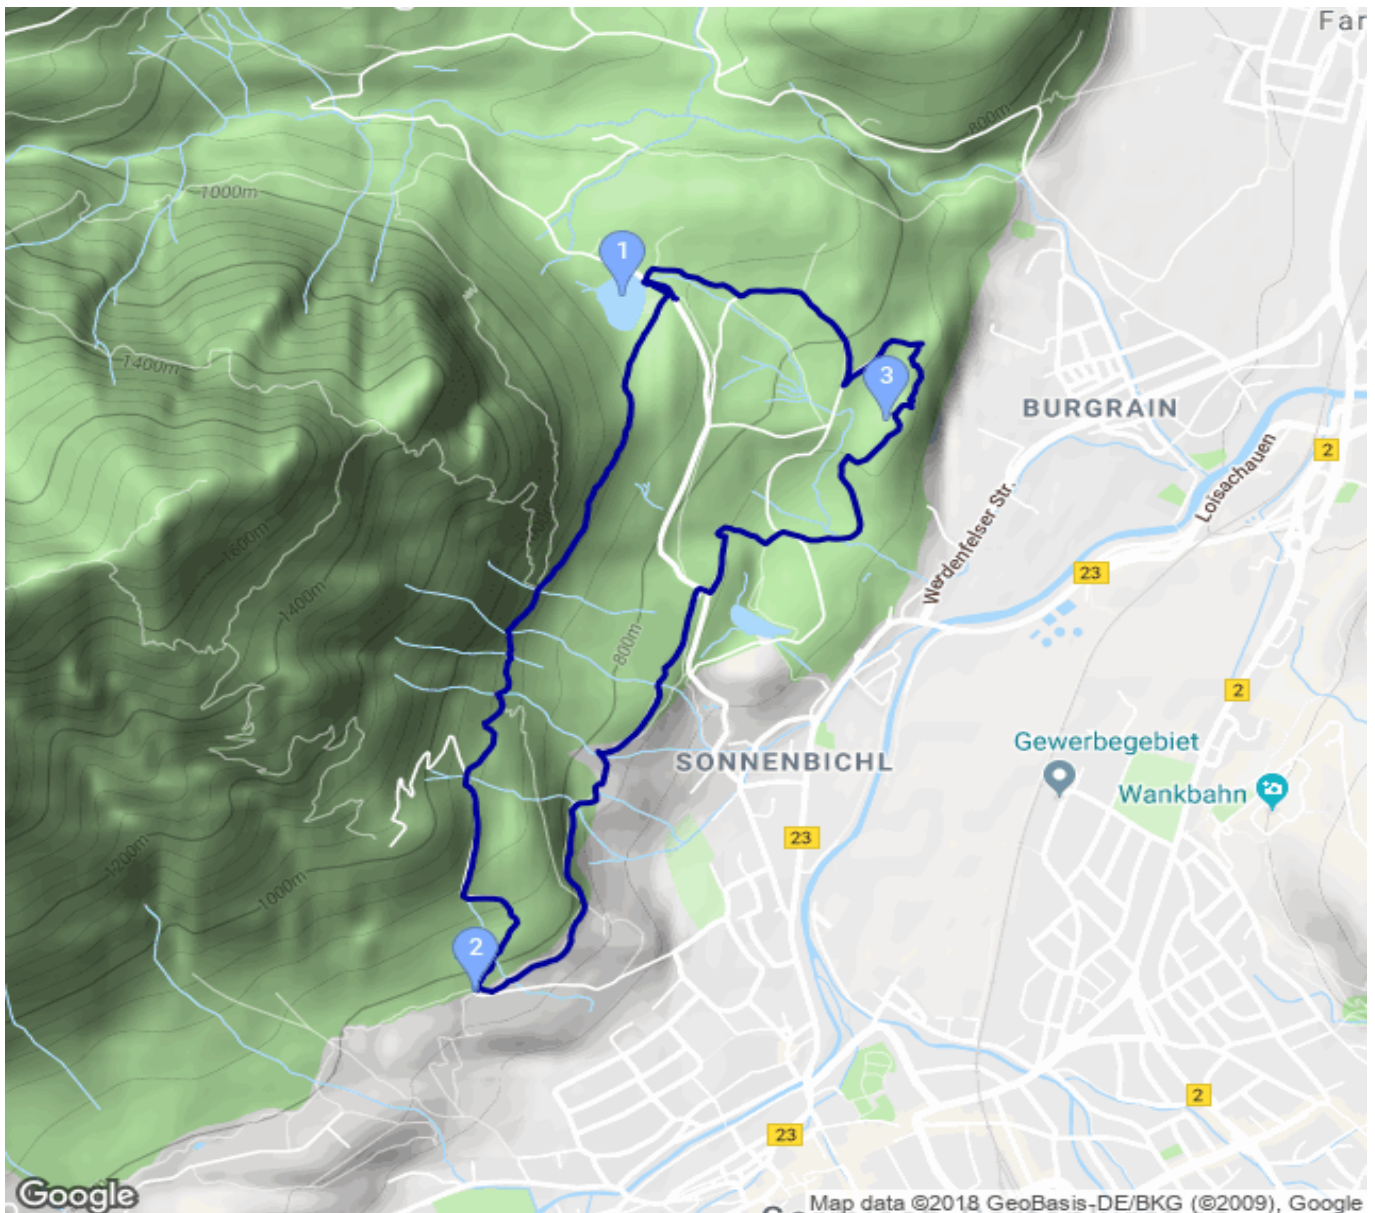 Far
800m
1000m
1
1400m
3
BURGRAIN
2
Loisachauen
Werdenfelser Str.
1600m
23
1400m
800m
2
Gewerbegebiet
SONNENBICHL
Wankbahn
23
1200m
1000m
2
2
23
Google
Map data ©2018 GeoBasis-DE/BKG (©2009), Google